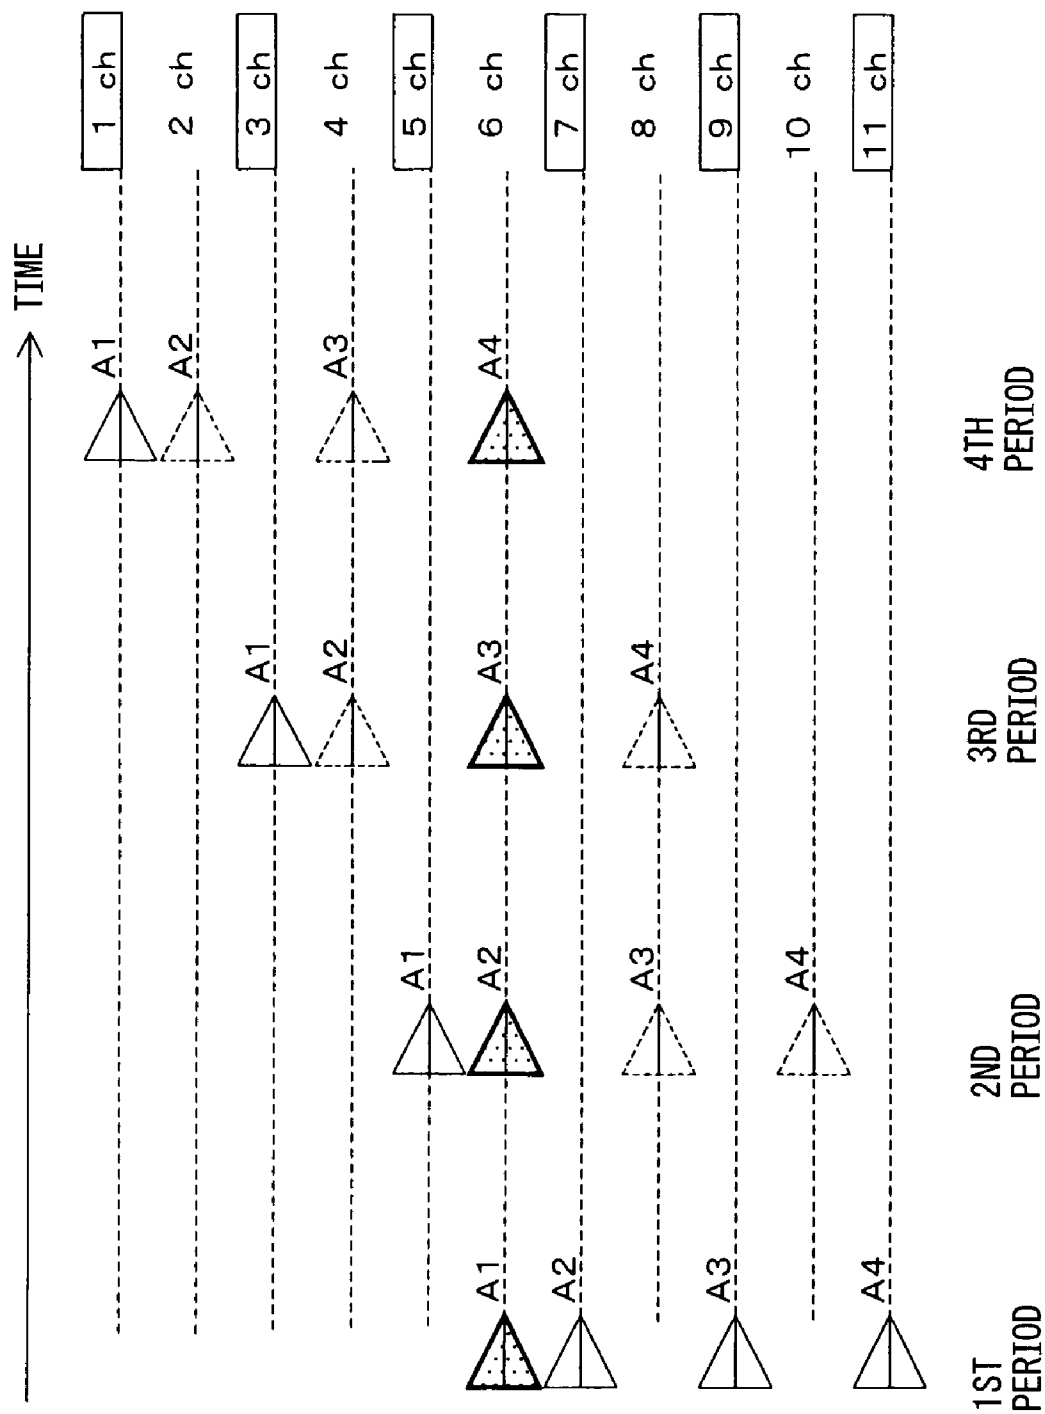 TIME
1 ch
2 ch
3 ch
4 ch
5 ch
6 ch
7 ch
8 ch
9 ch
10 ch
11 ch
A1
A2
A3
A4
A1
A2
A3
A4
A1
A2
A3
A4
A1
A2
A3
A4
1ST
PERIOD
2ND
PERIOD
3RD
PERIOD
4TH
PERIOD